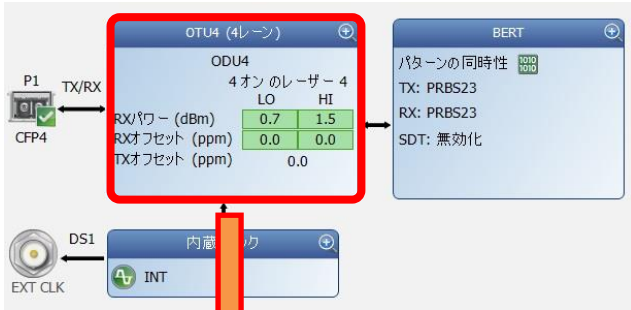 OTU4 (4レーン)
ODU4
4 オン のレーザー 4
LO HI
RXパワー (dBm) 0.7 1.5
RXオフセット (ppm) 0.0 0.0
TXオフセット (ppm) 0.0
P1 TX/RX
CFP4
BERT
パターンの同時性 1010 1010
TX: PRBS23
RX: PRBS23
SDT: 無効化
DS1
EXT CLK
内蔵 ック
INT